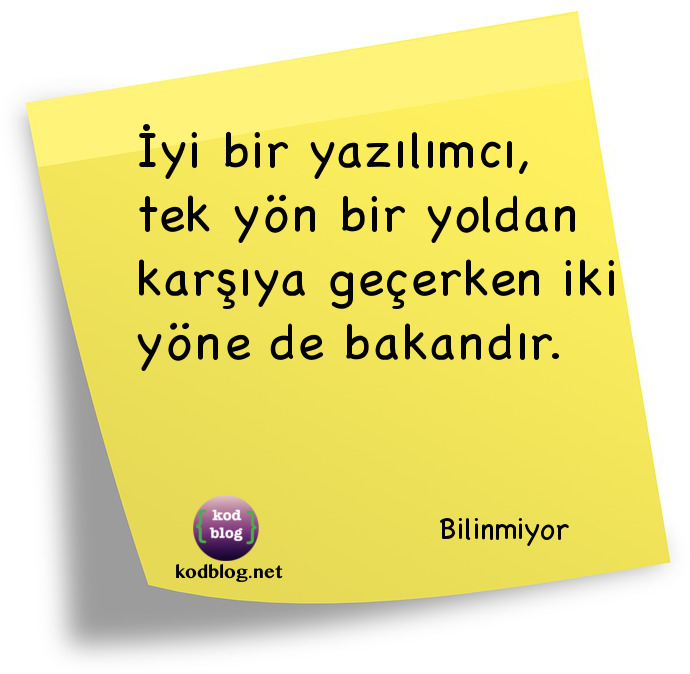 İyi bir yazılımcı,
tek yön bir yoldan
karşıya geçerken iki
yöne de bakandır.
{ kod
blog }
kodblog.net
Bilinmiyor